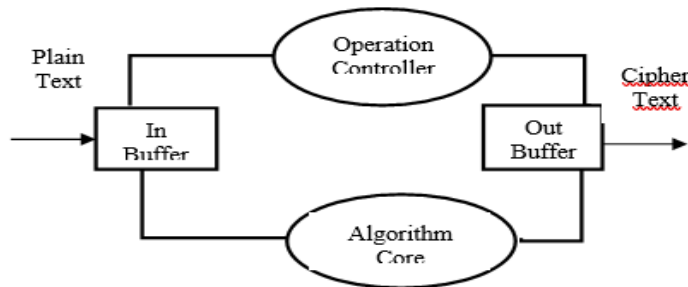 Operation
Controller
Plain
Text
Cipher
Text
In
Buffer
Out
Buffer
Algorithm
Core